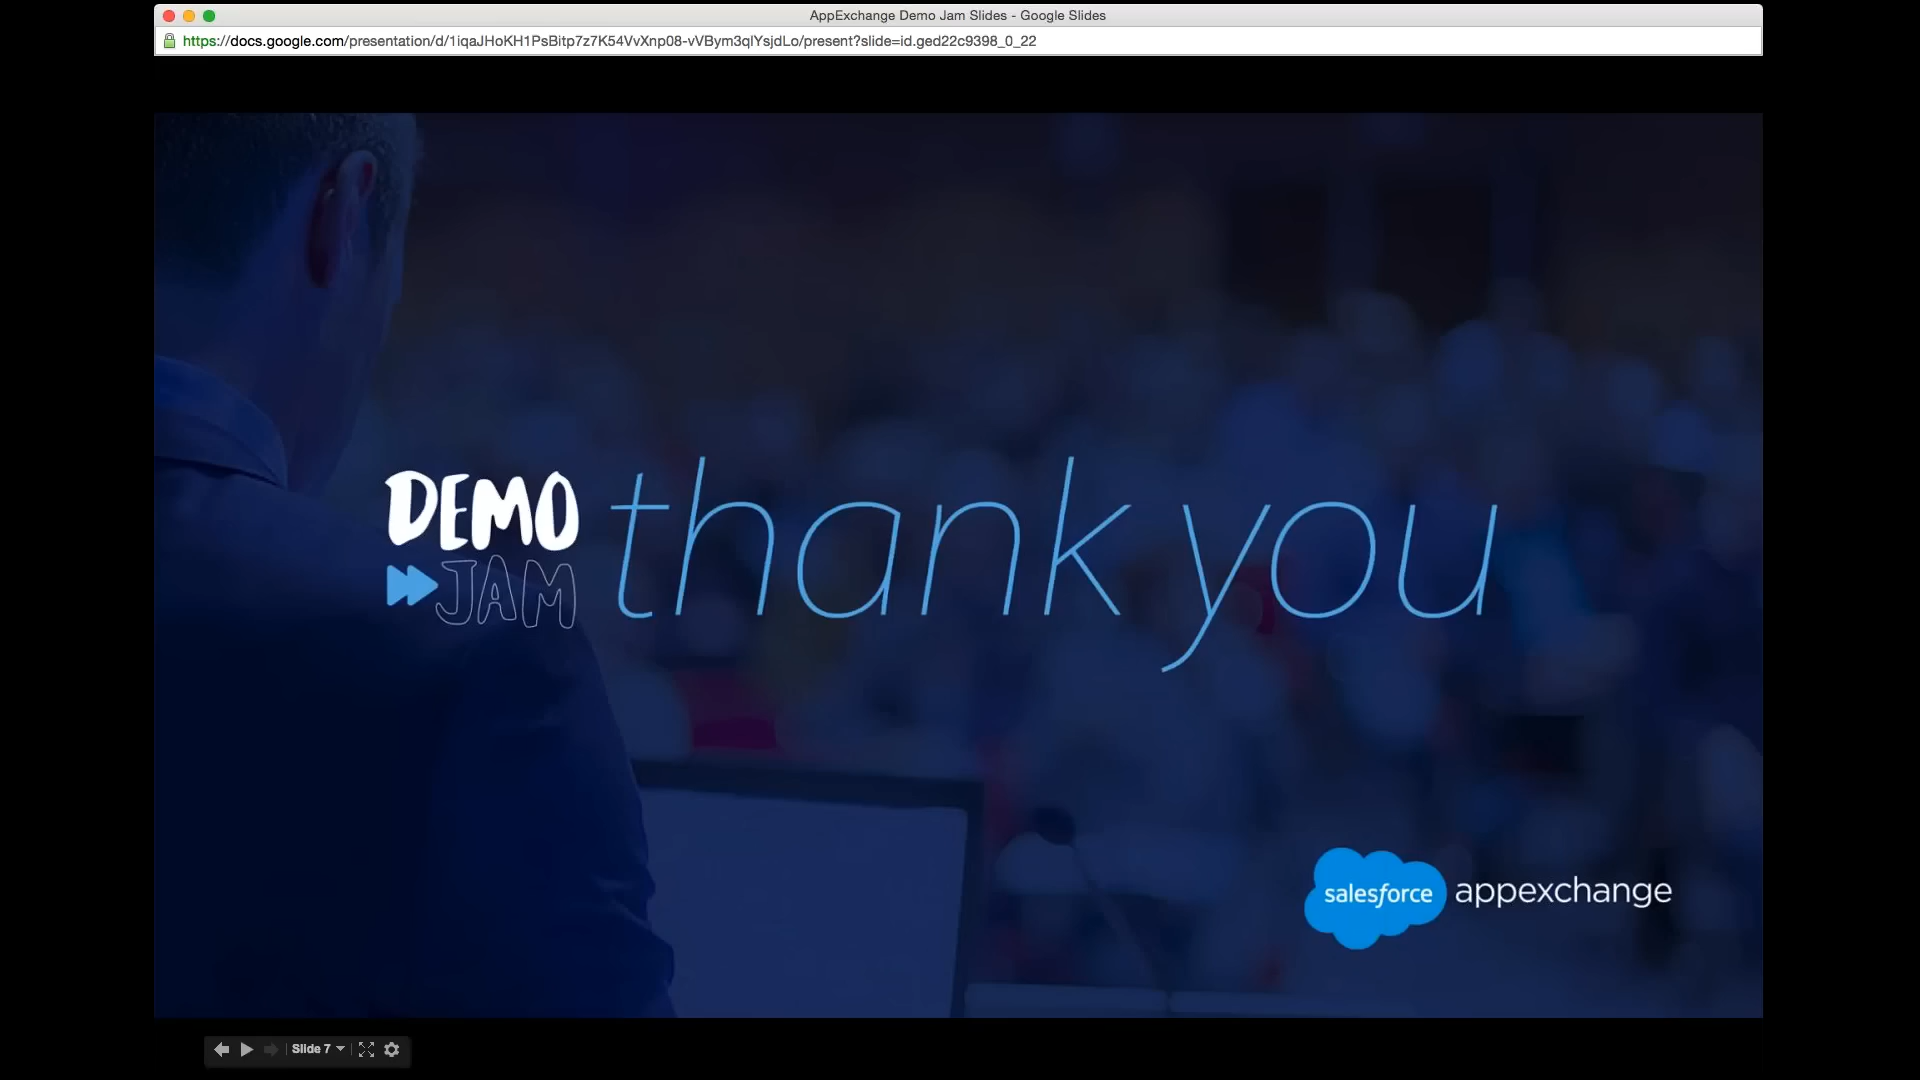 AppExchange Demo Jam Slides - Google Slides
https://docs.google.com/presentation/d/1iqaJHoKH1PsBitp7z7K54VvXnp08-vVBym3qlYsjdLo/present?slide=id.ged22c9398_0_22
DEMO
JAM
thank you
salesforce appexchange
Slide 7